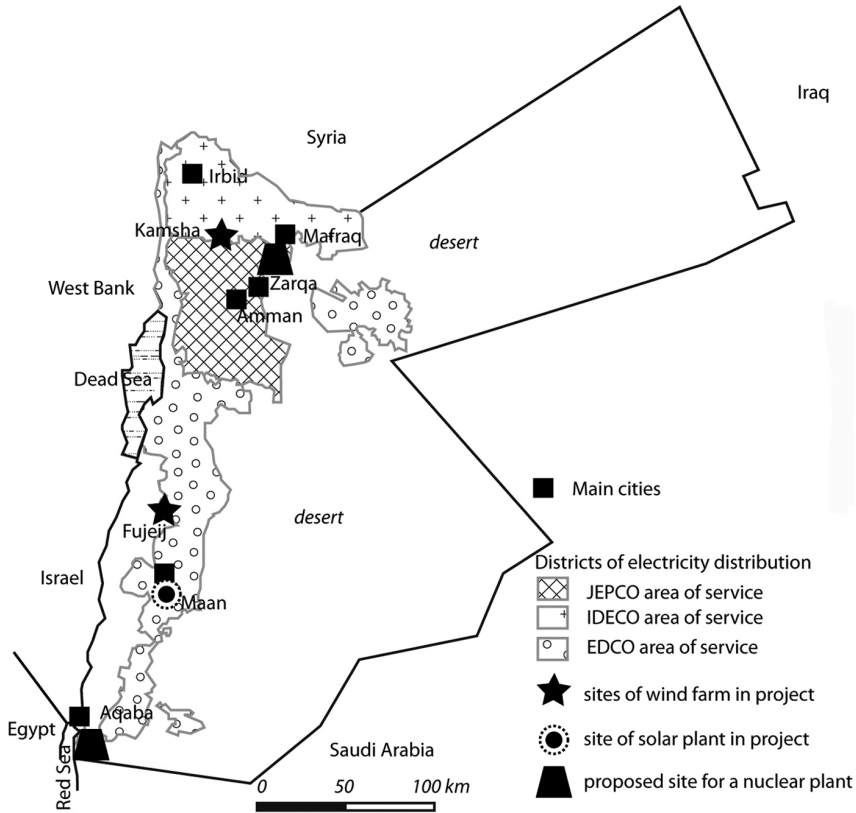 Iraq
Syria
Irbid
Kamsha
Mafraq
desert
West Bank
Zarqa
Amman
Dead Sea
Main cities
desert
Fujeij
Districts of electricity distribution
Israel
JEPCO area of service
Maan
IDECO area of service
EDCO area of service
sites of wind farm in project
Aqaba
Egypt
site of solar plant in project
Saudi Arabia
Red Sea
proposed site for a nuclear plant
0 50 100 km